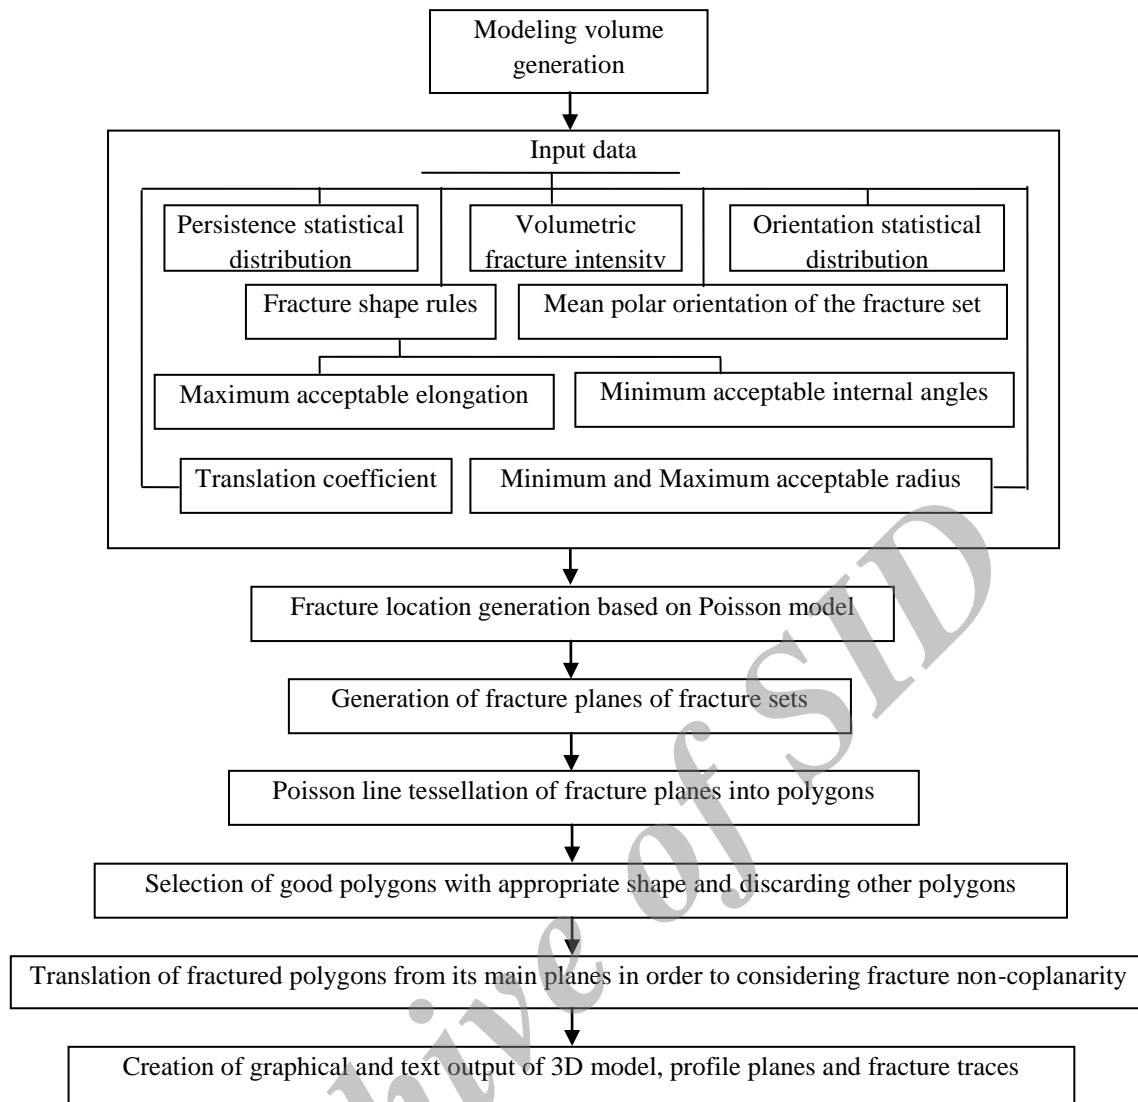 Modeling volume
generation
Input data
Persistence statistical
distribution
Volumetric
fracture intensity
Orientation statistical
distribution
Fracture shape rules
Mean polar orientation of the fracture set
Maximum acceptable elongation
Minimum acceptable internal angles
Translation coefficient
Minimum and Maximum acceptable radius
Fracture location generation based on Poisson model
Generation of fracture planes of fracture sets
Poisson line tessellation of fracture planes into polygons
Selection of good polygons with appropriate shape and discarding other polygons
Translation of fractured polygons from its main planes in order to considering fracture non-coplanarity
Creation of graphical and text output of 3D model, profile planes and fracture traces
hive of SID